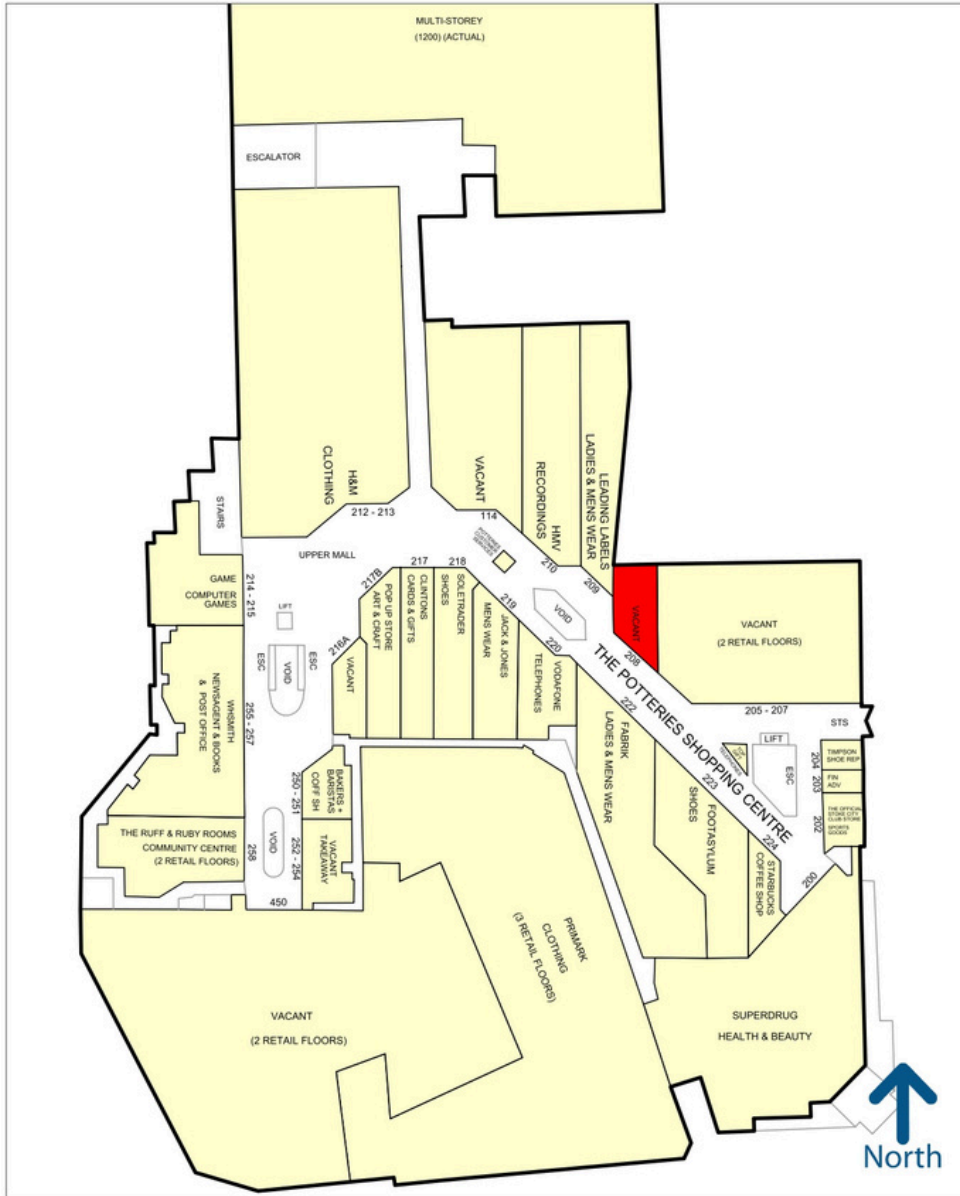 MULTI-STOREY
(1200) (ACTUAL)
ESCALATOR
H&M
CLOTHING
212 - 213
VACANT
114
HMV
RECORDINGS
210
LEADING LABELS
LADIES & MENS WEAR
209
POTTERIES
CUSTOMER
SERVICES
STAIRS
UPPER MALL
GAME
COMPUTER
GAMES
214 - 215
LIFT
ESC
VOID
ESC
217B
217
218
219
220
VOID
POP UP STORE
ART & CRAFT
CLINTONS
CARDS & GIFTS
SOLETRADER
SHOES
JACK & JONES
MENS WEAR
VODAFONE
TELEPHONES
216A
VACANT
VACANT
208
VACANT
(2 RETAIL FLOORS)
205 - 207
STS
THE POTTERIES SHOPPING CENTRE
222
FABRIK
LADIES & MENS WEAR
223
FOOTASYLUM
SHOES
TELEPHONES
LIFT
ESC
204
TIMPSON
SHOE REP
203
FIN
ADV
202
THE OFFICIAL
STOKE CITY
CLUB STORE
SPORTS
GOODS
224
STARBUCKS
COFFEE SHOP
200
WHSMITH
NEWSAGENT & BOOKS
& POST OFFICE
255 - 257
BAKERS +
BARISTAS
COFF SH
250 - 251
THE RUFF & RUBY ROOMS
COMMUNITY CENTRE
(2 RETAIL FLOORS)
258
VOID
252 - 254
VACANT
TAKEAWAY
450
VACANT
(2 RETAIL FLOORS)
PRIMARK
CLOTHING
(3 RETAIL FLOORS)
SUPERDRUG
HEALTH & BEAUTY
North